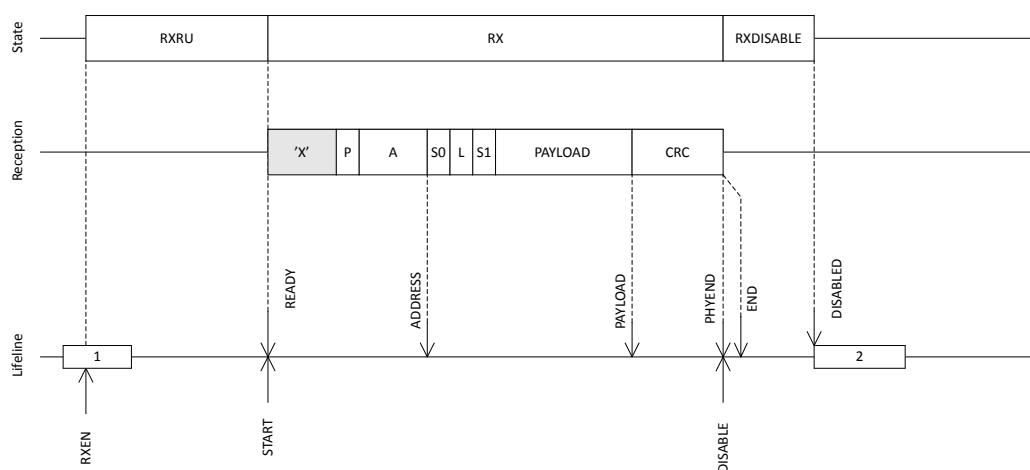 State
RXRU
RX
RXDISABLE
Reception
’X’
P
A
S0
L
S1
PAYLOAD
CRC
READY
ADDRESS
PAYLOAD
PHYEND
END
DISABLED
Lifeline
1
2
RXEN
START
DISABLE